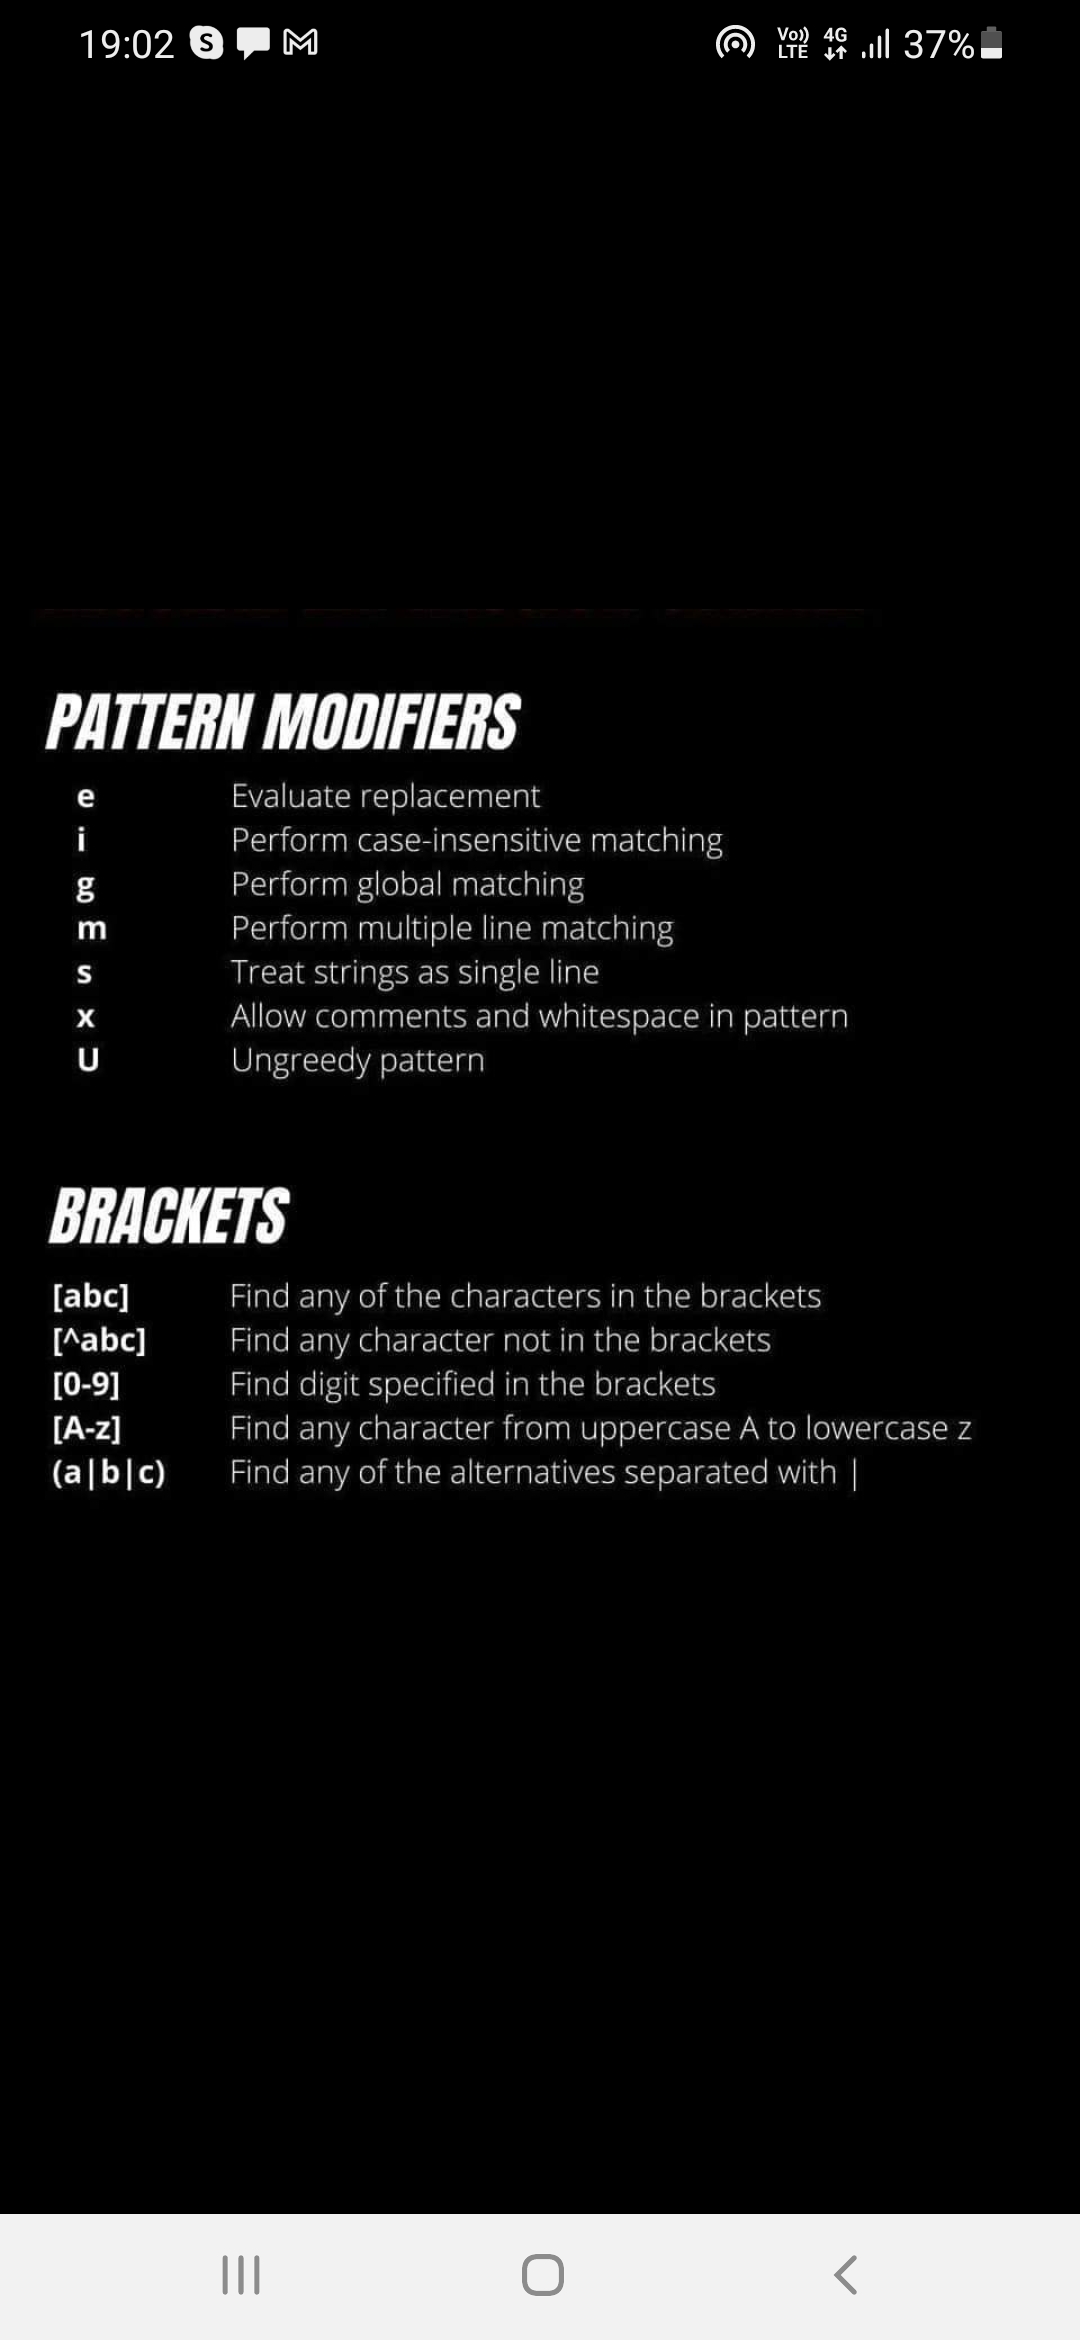 19:02 S Vo)) LTE 4G 37%
PATTERN MODIFIERS
e Evaluate replacement
i Perform case-insensitive matching
g Perform global matching
m Perform multiple line matching
s Treat strings as single line
x Allow comments and whitespace in pattern
U Ungreedy pattern
BRACKETS
[abc] Find any of the characters in the brackets
[^abc] Find any character not in the brackets
[0-9] Find digit specified in the brackets
[A-z] Find any character from uppercase A to lowercase z
(a|b|c) Find any of the alternatives separated with |